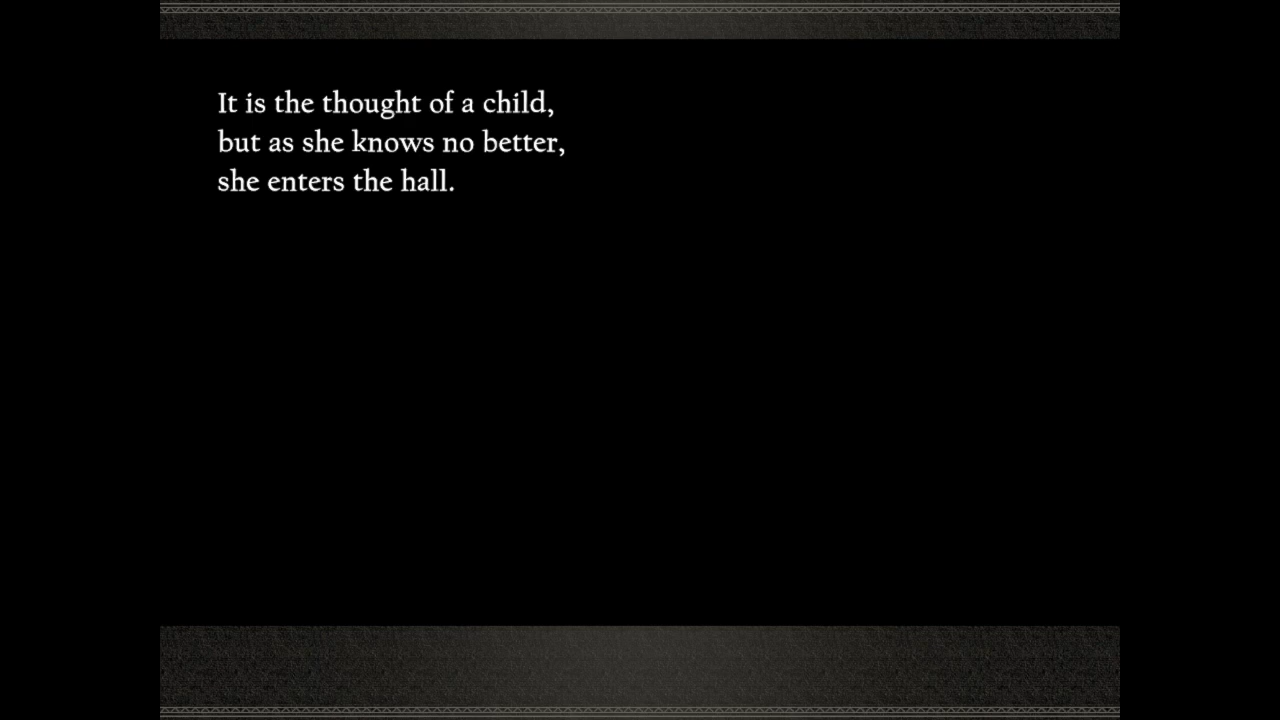 It is the thought of a child,
but as she knows no better,
she enters the hall.